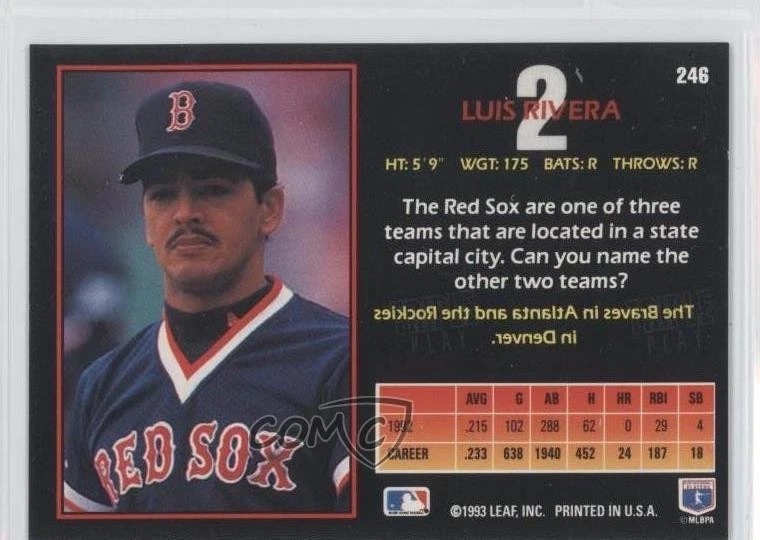 246
2
LUIS RIVERA
HT: 5'9" WGT: 175 BATS: R THROWS: R
The Red Sox are one of three
teams that are located in a state
capital city. Can you name the
other two teams?
The Braves in Atlanta and the Rockies
in Denver.
AVG G AB H HR RBI SB
1992 .215 102 288 62 0 29 4
CAREER .233 638 1940 452 24 187 18
©1993 LEAF, INC. PRINTED IN U.S.A.
©MLBPA
B
RED SOX
COMC